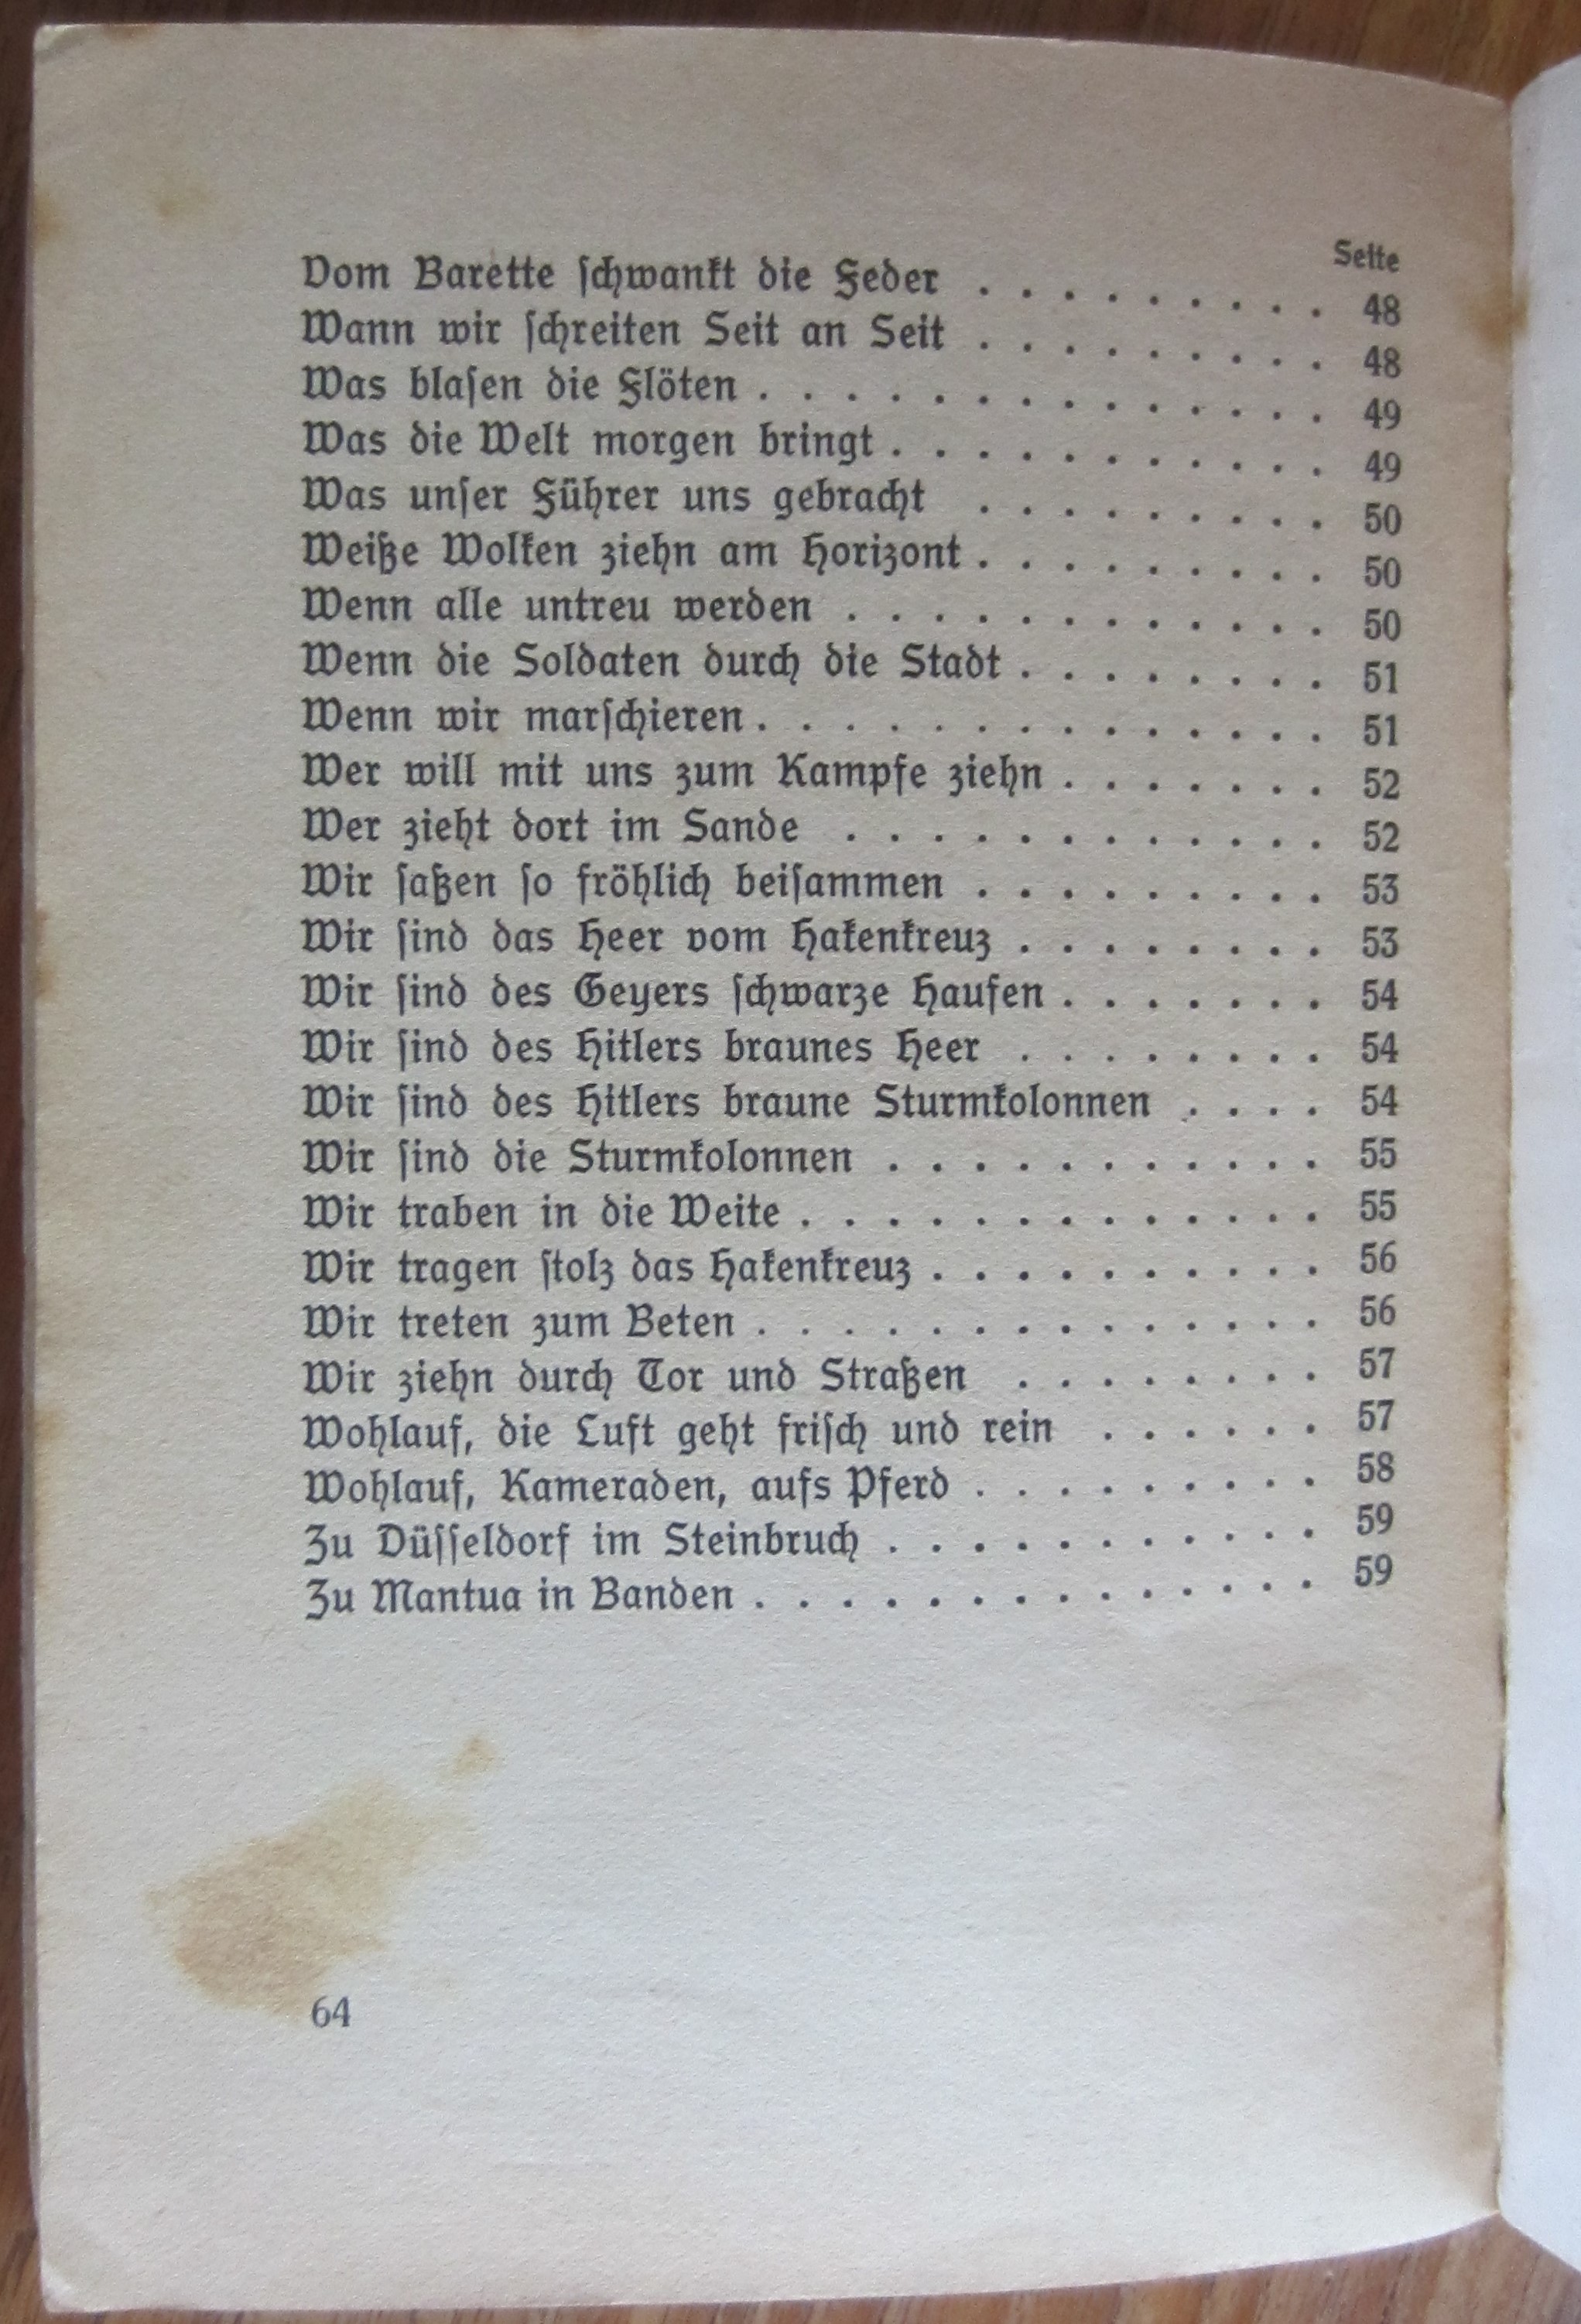 Seite
Vom Barette schwankt die Feder . . . . . . . . . 48
Wann wir schreiten Seit an Seit . . . . . . . . . 48
Was blasen die Flöten . . . . . . . . . . . . . . 49
Was die Welt morgen bringt . . . . . . . . . . . 49
Was unser Führer uns gebracht . . . . . . . . . 50
Weiße Wolken ziehn am Horizont . . . . . . . . . 50
Wenn alle untreu werden . . . . . . . . . . . . 50
Wenn die Soldaten durch die Stadt . . . . . . . . 51
Wenn wir marschieren . . . . . . . . . . . . . . 51
Wer will mit uns zum Kampfe ziehn . . . . . . . 52
Wer zieht dort im Sande . . . . . . . . . . . . 52
Wir saßen so fröhlich beisammen . . . . . . . . . 53
Wir sind das Heer vom Hakenkreuz . . . . . . . . 53
Wir sind des Geyers schwarze Haufen . . . . . . . 54
Wir sind des Hitlers braunes Heer . . . . . . . . 54
Wir sind des Hitlers braune Sturmkolonnen . . . . 54
Wir sind die Sturmkolonnen . . . . . . . . . . . 55
Wir traben in die Weite . . . . . . . . . . . . . 55
Wir tragen stolz das Hakenkreuz . . . . . . . . . . 56
Wir treten zum Beten . . . . . . . . . . . . . . 56
Wir ziehn durch Tor und Straßen . . . . . . . . 57
Wohlauf, die Luft geht frisch und rein . . . . . . 57
Wohlauf, Kameraden, aufs Pferd . . . . . . . . . 58
Zu Düsseldorf im Steinbruch . . . . . . . . . . . 59
Zu Mantua in Banden . . . . . . . . . . . . . . 59
64